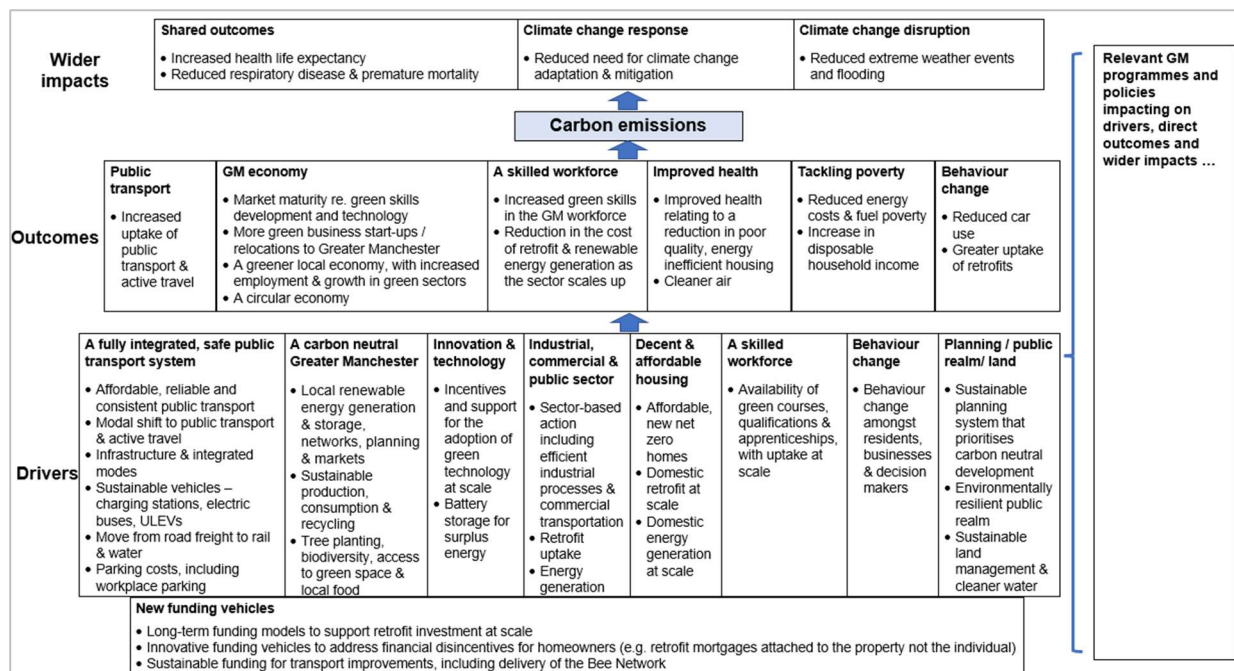 Wider
impacts
Shared outcomes
• Increased health life expectancy
• Reduced respiratory disease & premature mortality
Climate change response
• Reduced need for climate change
adaptation & mitigation
Climate change disruption
• Reduced extreme weather events
and flooding
Relevant GM
programmes and
policies
impacting on
drivers, direct
outcomes and
wider impacts ...
Carbon emissions
Outcomes
Public
transport
• Increased
uptake of
public
transport &
active travel
GM economy
• Market maturity re. green skills
development and technology
• More green business start-ups /
relocations to Greater Manchester
• A greener local economy, with increased
employment & growth in green sectors
• A circular economy
A skilled workforce
• Increased green skills
in the GM workforce
• Reduction in the cost
of retrofit & renewable
energy generation as
the sector scales up
Improved health
• Improved health
relating to a
reduction in poor
quality, energy
inefficient housing
• Cleaner air
Tackling poverty
• Reduced energy
costs & fuel poverty
• Increase in
disposable
household income
Behaviour
change
• Reduced car
use
• Greater uptake
of retrofits
Drivers
A fully integrated, safe public
transport system
• Affordable, reliable and
consistent public transport
• Modal shift to public transport
& active travel
• Infrastructure & integrated
modes
• Sustainable vehicles –
charging stations, electric
buses, ULEVs
• Move from road freight to rail
& water
• Parking costs, including
workplace parking
A carbon neutral
Greater Manchester
• Local renewable
energy generation
& storage,
networks, planning
& markets
• Sustainable
production,
consumption &
recycling
• Tree planting,
biodiversity, access
to green space &
local food
Innovation &
technology
• Incentives
and support
for the
adoption of
green
technology
at scale
• Battery
storage for
surplus
energy
Industrial,
commercial &
public sector
• Sector-based
action
including
efficient
industrial
processes &
commercial
transportation
• Retrofit
uptake
• Energy
generation
Decent &
affordable
housing
• Affordable,
new net
zero homes
• Domestic
retrofit at
scale
• Domestic
energy
generation
at scale
A skilled
workforce
• Availability of
green courses,
qualifications &
apprenticeships,
with uptake at
scale
Behaviour
change
• Behaviour
change
amongst
residents,
businesses
& decision
makers
Planning / public
realm/ land
• Sustainable
planning
system that
prioritises
carbon neutral
development
• Environmentally
resilient public
realm
• Sustainable
land
management &
cleaner water
New funding vehicles
• Long-term funding models to support retrofit investment at scale
• Innovative funding vehicles to address financial disincentives for homeowners (e.g. retrofit mortgages attached to the property not the individual)
• Sustainable funding for transport improvements, including delivery of the Bee Network